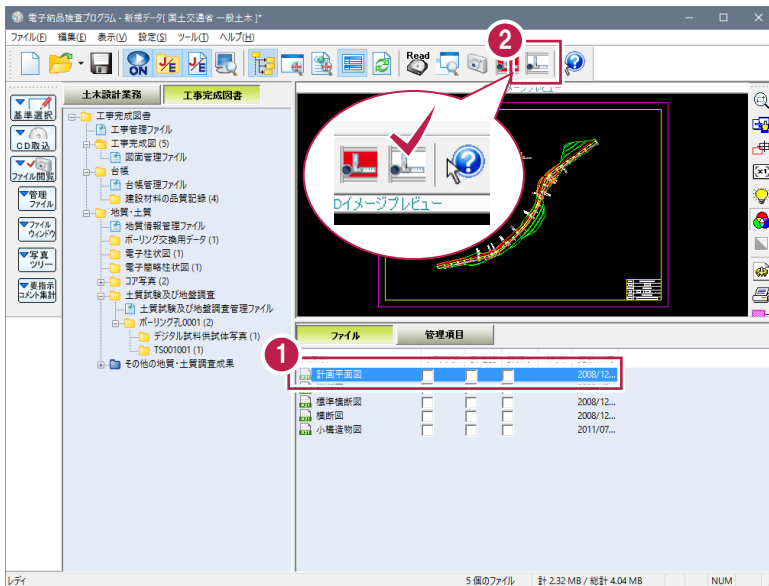 電子納品検査プログラム - 新規データ[ 国土交通省 一般土木 ]*
ファイル(F) 編集(E) 表示(V) 設定(S) ツール(T) ヘルプ(H)
ON J/E J/E Read
2
基準選択
CD取込
ファイル閲覧
管理
ファイル
ファイル
ウィンドウ
写真
ツリー
要指示
コメント集計
土木設計業務 工事完成図書
工事完成図書
工事管理ファイル
工事完成図 (5)
図面管理ファイル
台帳
台帳管理ファイル
建設材料の品質記録 (4)
地質・土質
地質情報管理ファイル
ボーリング交換用データ (1)
電子柱状図 (1)
電子簡略柱状図 (1)
コア写真 (2)
土質試験及び地盤調査
土質試験及び地盤調査管理ファイル
ボーリング孔0001 (2)
デジタル試料供試体写真 (1)
TS001001 (1)
その他の地質・土質調査成果
メージプレビュー
Dイメージプレビュー
ファイル 管理項目
1
計画平面図 2008/12...
標準横断図 2008/12...
横断図 2008/12...
小構造物図 2011/07...
レディ 5 個のファイル 計 2.32 MB / 総計 4.04 MB NUM